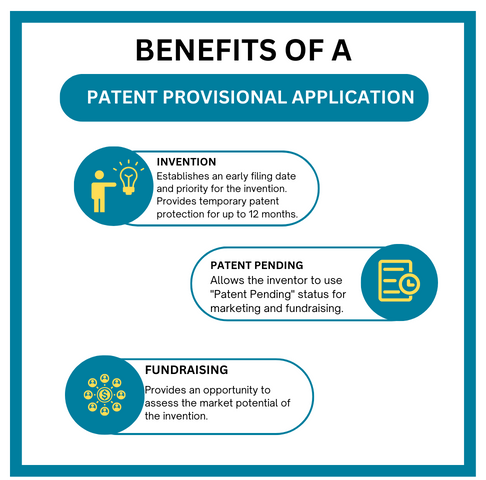 BENEFITS OF A
PATENT PROVISIONAL APPLICATION
INVENTION
Establishes an early filing date
and priority for the invention.
Provides temporary patent
protection for up to 12 months.
PATENT PENDING
Allows the inventor to use
"Patent Pending" status for
marketing and fundraising.
FUNDRAISING
Provides an opportunity to
assess the market potential of
the invention.